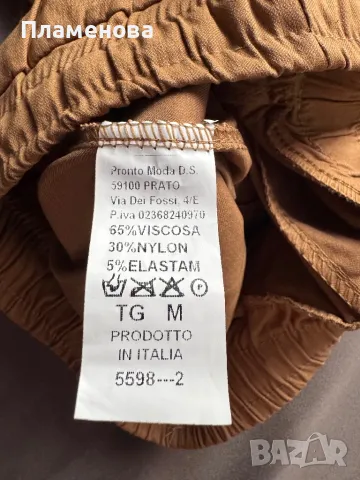 Пламенова
Pronto Moda D.S.
59100 PRATO
Via Dei Fossi, 4/E
P.iva 02368240970
65%VISCOSA
30%NYLON
5%ELASTAM
TG M
PRODOTTO
IN ITALIA
5598---2
BAZAR